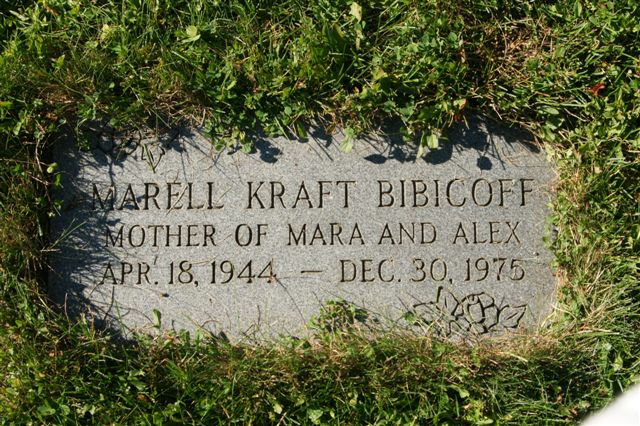 MARELL KRAFT BIBICOFF
MOTHER OF MARA AND ALEX
APR. 18, 1944 — DEC. 30, 1975